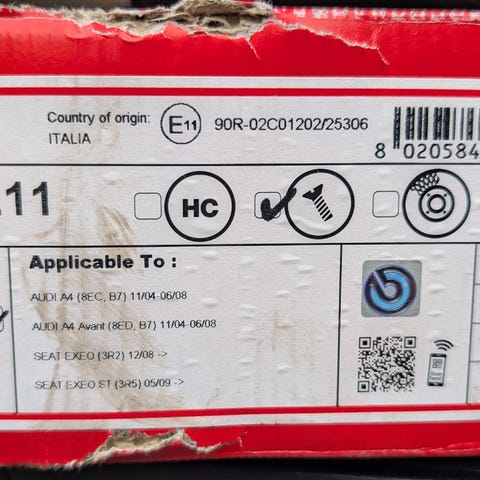 Country of origin:
ITALIA
E11
90R-02C01202/25306
8 020584
.11
HC
Applicable To :
AUDI A4 (8EC, B7) 11/04-06/08
AUDI A4 Avant (8ED, B7) 11/04-06/08
SEAT EXEO (3R2) 12/08 ->
SEAT EXEO ST (3R5) 05/09 ->